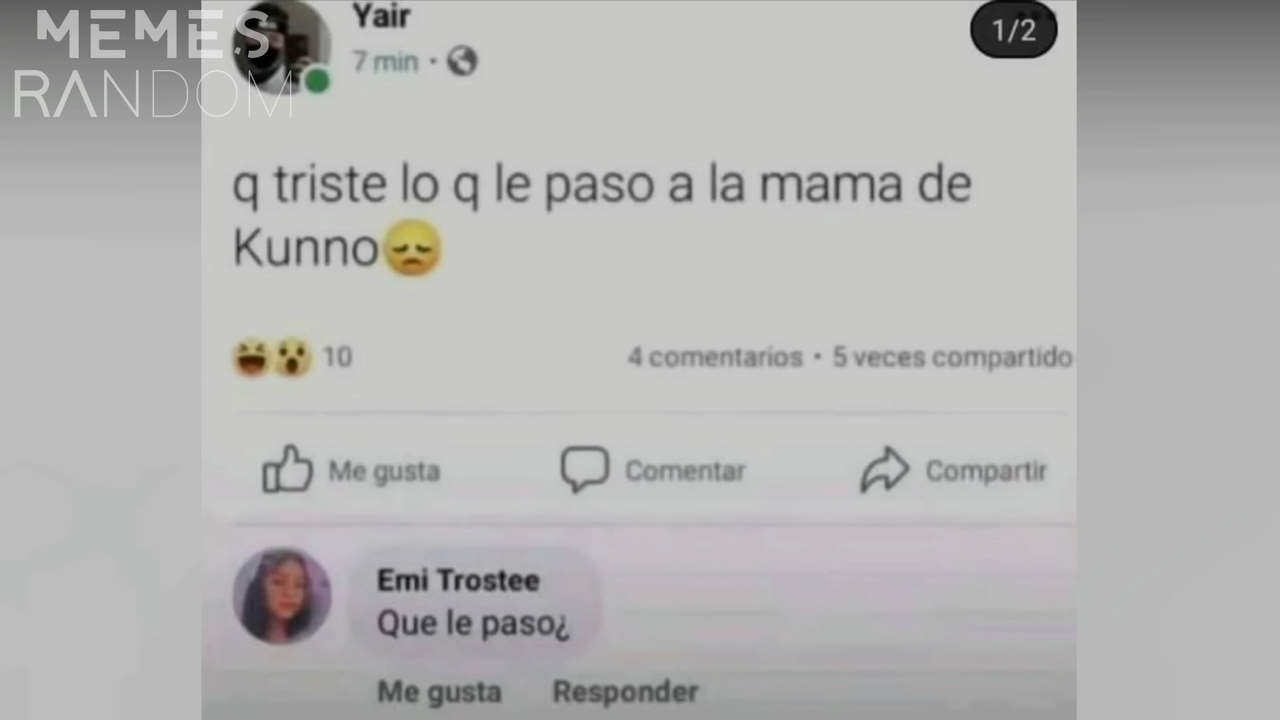 MEMES
RANDOM
Yair
7 min ·
1/2
q triste lo q le paso a la mama de
Kunno😞
10
4 comentarios · 5 veces compartido
Me gusta
Comentar
Compartir
Emi Trostee
Que le paso¿
Me gusta Responder